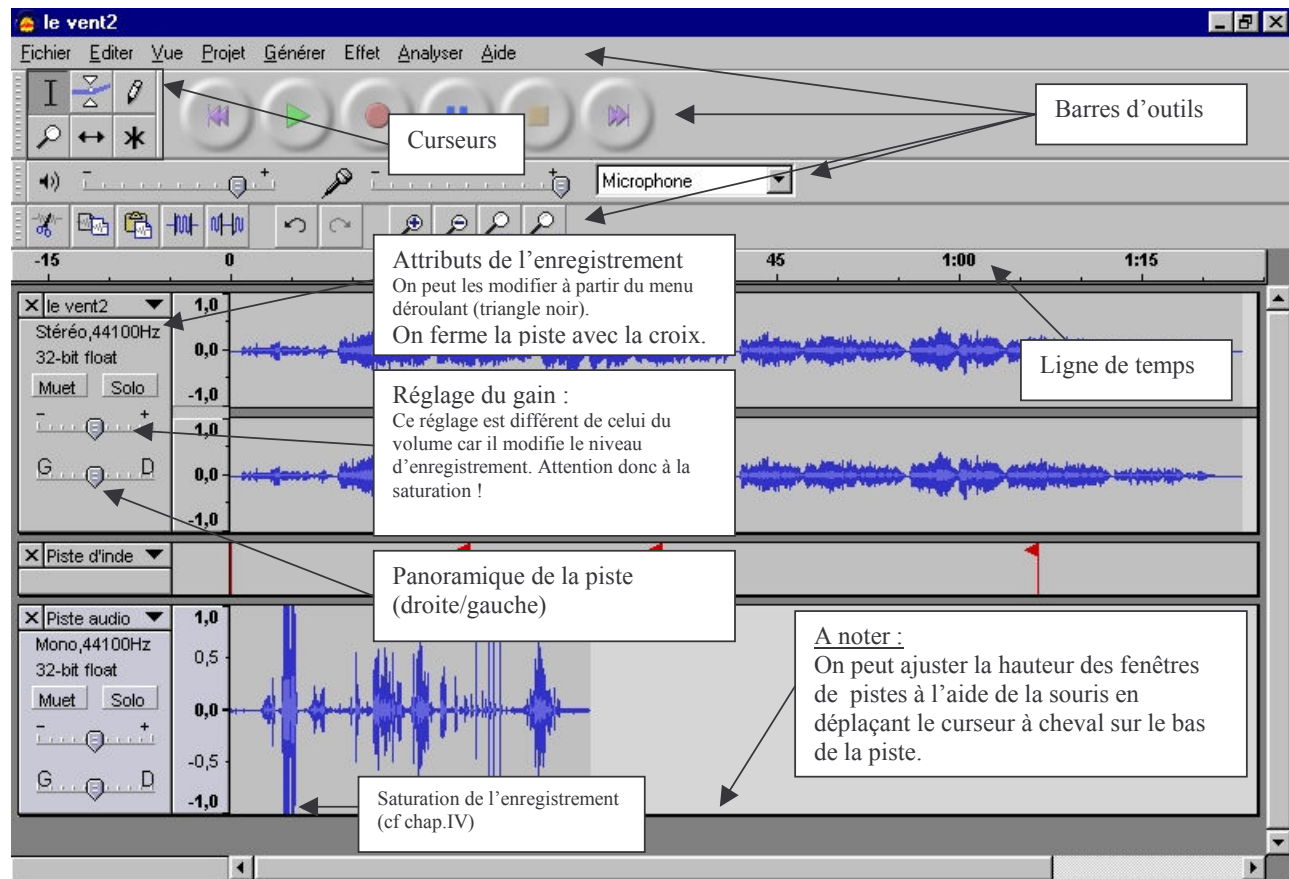 le vent2
Fichier Editer Vue Projet Générer Effet Analyser Aide
Barres d'outils
Curseurs
- + - + Microphone
-15 0 45 1:00 1:15
Attributs de l'enregistrement
On peut les modifier à partir du menu
déroulant (triangle noir).
On ferme la piste avec la croix.
Ligne de temps
le vent2
Stéréo,44100Hz
32-bit float
Muet Solo
- +
G D
1,0
0,0
-1,0
1,0
0,0
-1,0
Réglage du gain :
Ce réglage est différent de celui du
volume car il modifie le niveau
d'enregistrement. Attention donc à la
saturation !
Piste d'inde
Panoramique de la piste
(droite/gauche)
Piste audio
Mono,44100Hz
32-bit float
Muet Solo
- +
G D
1,0
0,5
0,0
-0,5
-1,0
A noter :
On peut ajuster la hauteur des fenêtres
de pistes à l'aide de la souris en
déplaçant le curseur à cheval sur le bas
de la piste.
Saturation de l'enregistrement
(cf chap.IV)